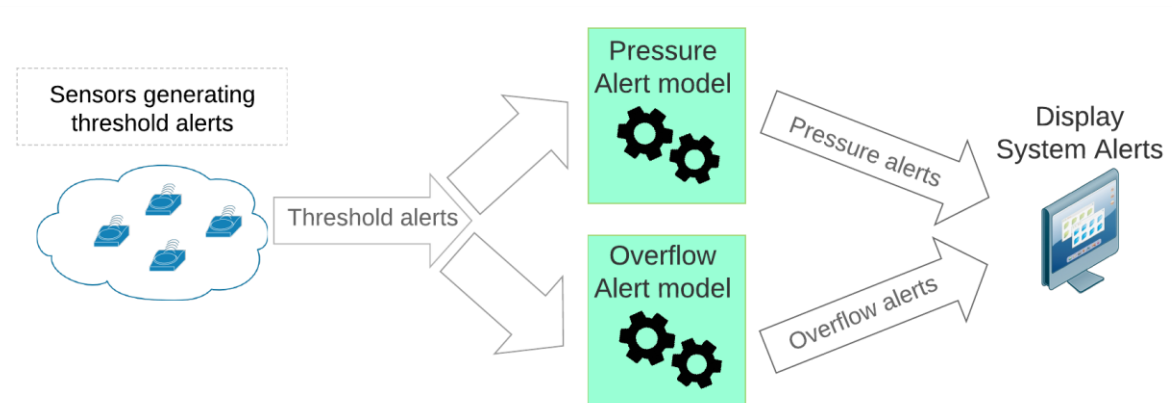 Sensors generating
threshold alerts
Threshold alerts
Pressure
Alert model
Overflow
Alert model
Pressure alerts
Overflow alerts
Display
System Alerts